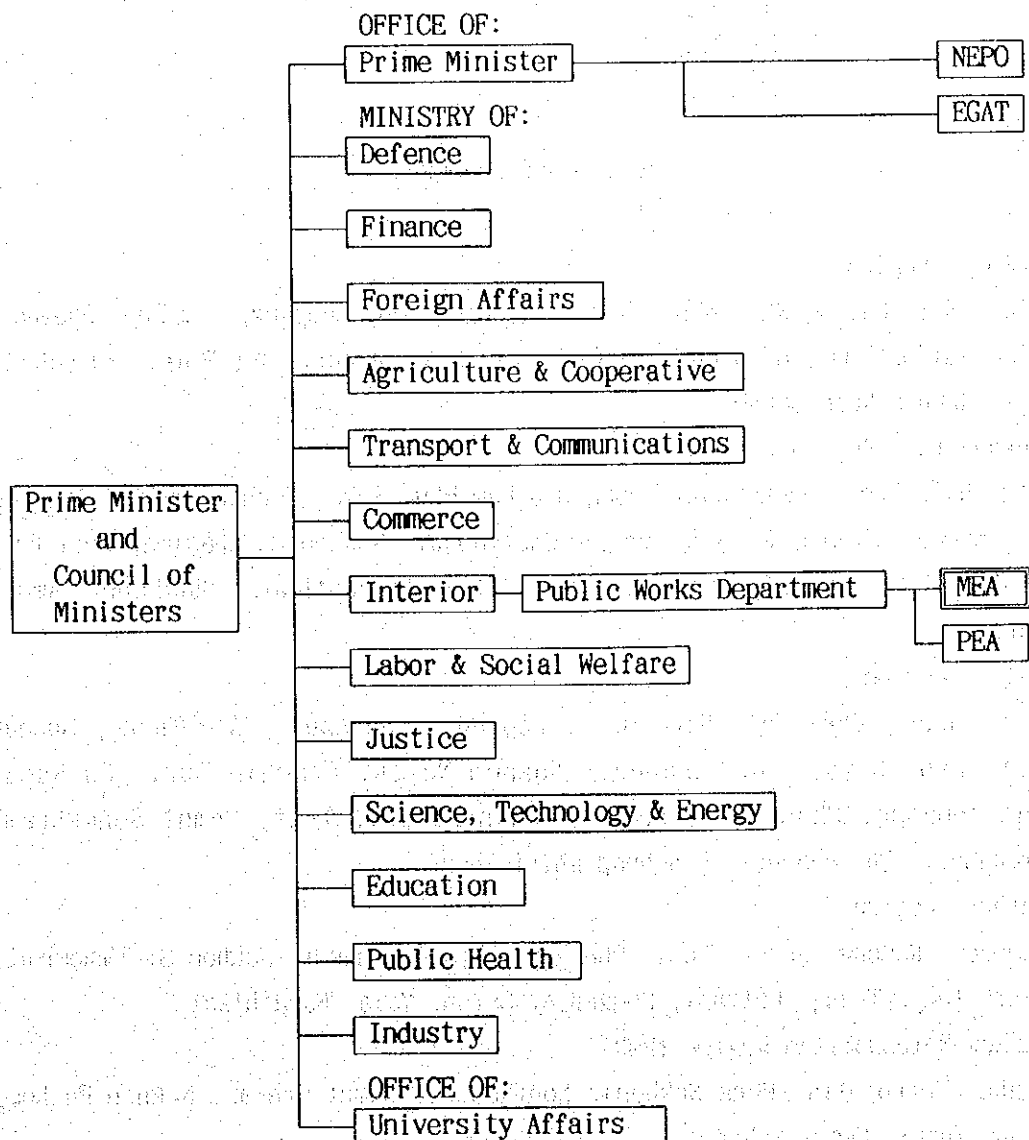 OFFICE OF:
Prime Minister
NEPO
EGAT
MINISTRY OF:
Defence
Finance
Foreign Affairs
Agriculture & Cooperative
Transport & Communications
Prime Minister
and
Council of
Ministers
Commerce
Interior
Public Works Department
MEA
PEA
Labor & Social Welfare
Justice
Science, Technology & Energy
Education
Public Health
Industry
OFFICE OF:
University Affairs